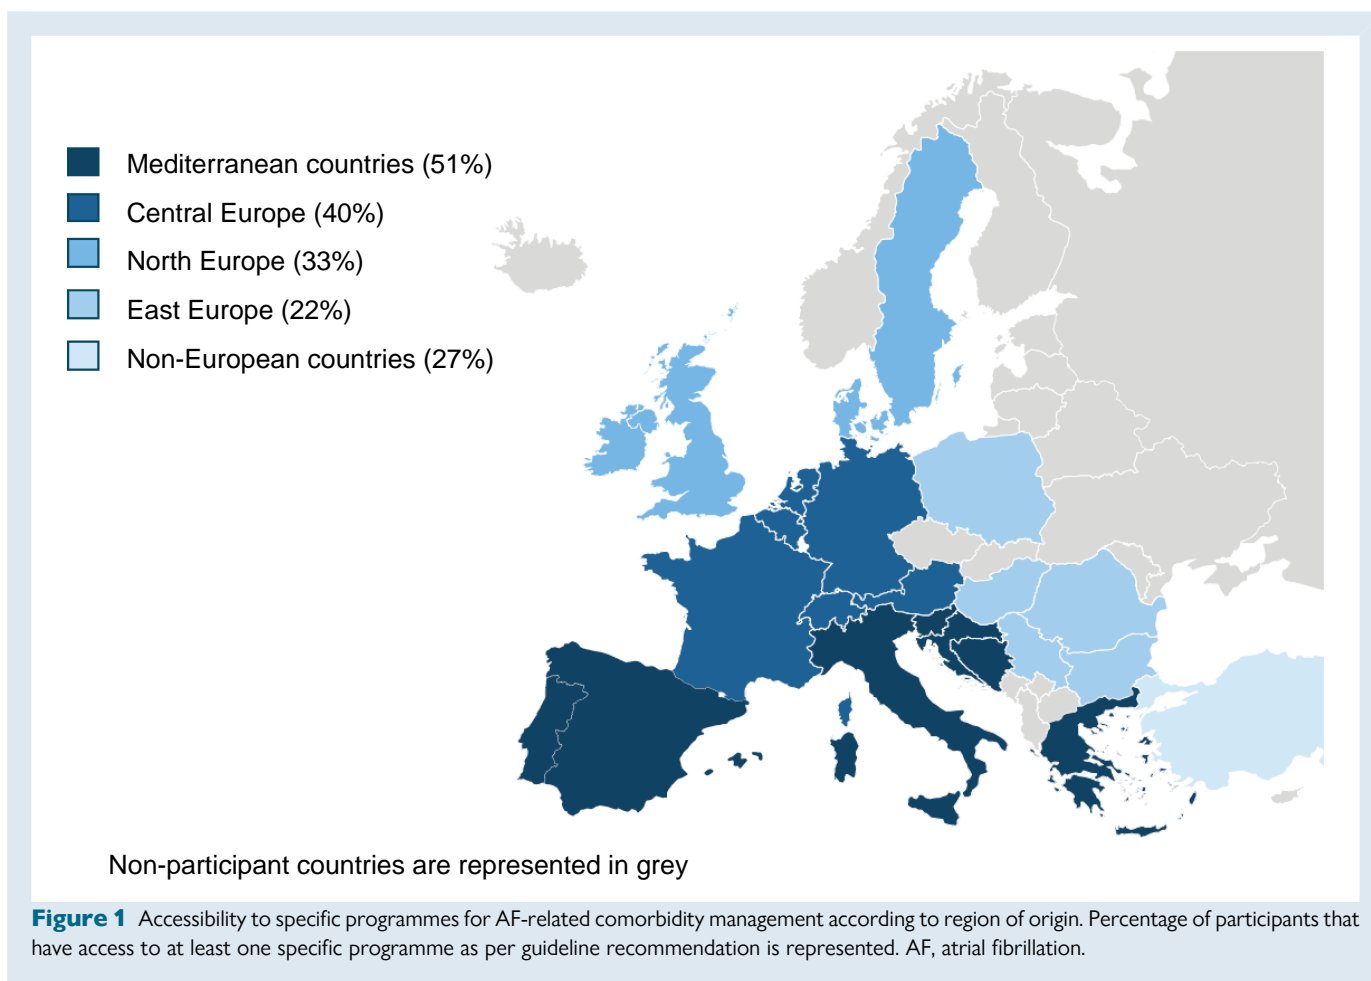 Mediterranean countries (51%)
Central Europe (40%)
North Europe (33%)
East Europe (22%)
Non-European countries (27%)
Non-participant countries are represented in grey
Figure 1 Accessibility to specific programmes for AF-related comorbidity management according to region of origin. Percentage of participants that
have access to at least one specific programme as per guideline recommendation is represented. AF, atrial fibrillation.